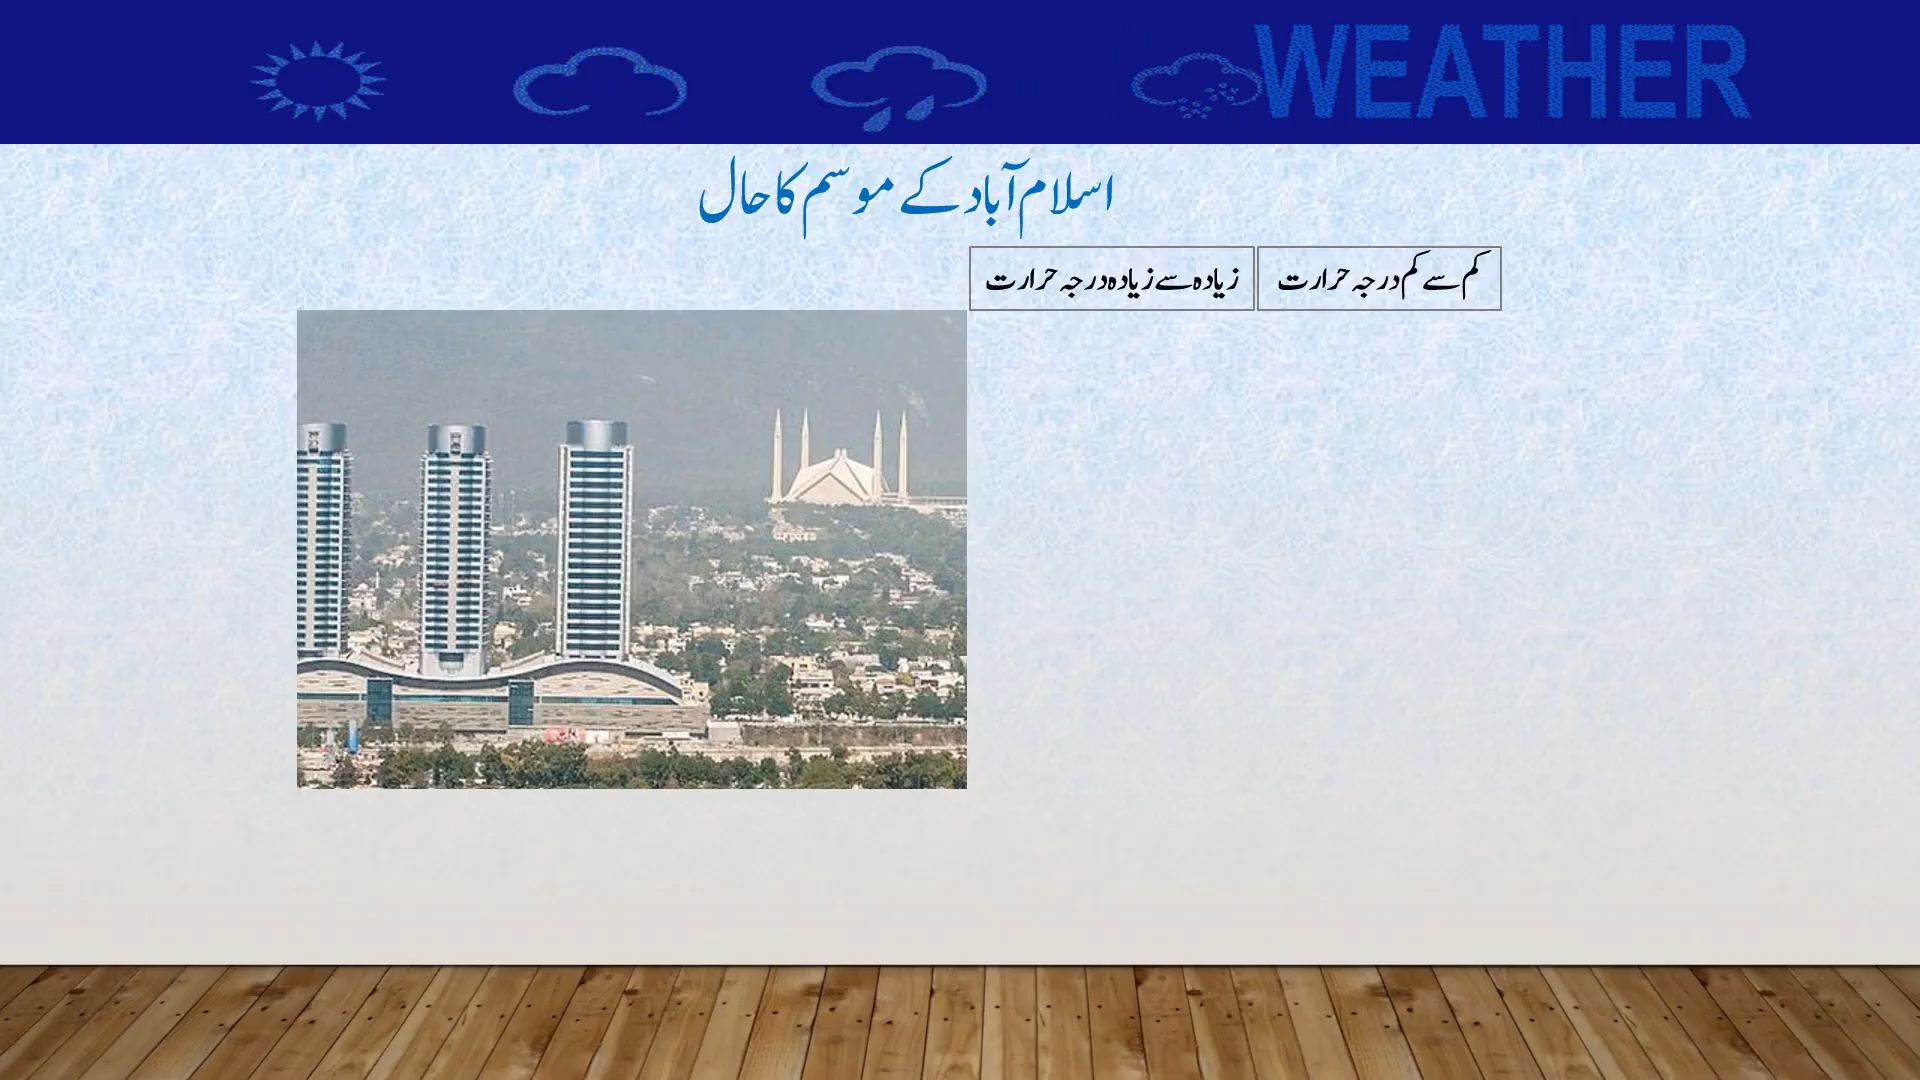 WEATHER
اسلام آباد کے موسم کا حال
کم سے کم درجہ حرارت
زیادہ سے زیادہ درجہ حرارت